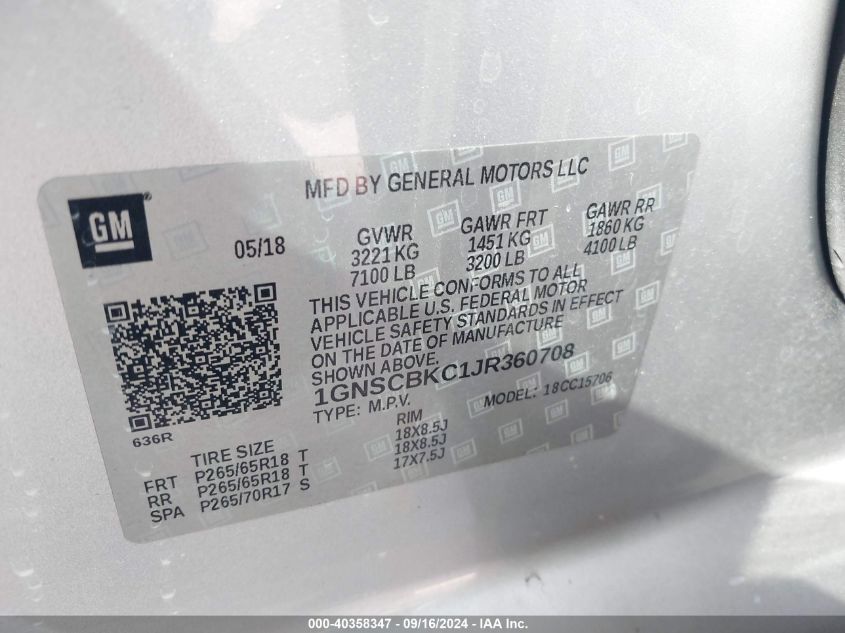 MFD BY GENERAL MOTORS LLC
GM
®
05/18
GVWR GAWR FRT GAWR RR
3221 KG 1451 KG 1860 KG
7100 LB 3200 LB 4100 LB
THIS VEHICLE CONFORMS TO ALL
APPLICABLE U.S. FEDERAL MOTOR
VEHICLE SAFETY STANDARDS IN EFFECT
ON THE DATE OF MANUFACTURE
SHOWN ABOVE.
1GNSCBKC1JR360708
TYPE: M.P.V. MODEL: 18CC15706
636R
TIRE SIZE RIM
FRT P265/65R18 T 18X8.5J
RR P265/65R18 T 18X8.5J
SPA P265/70R17 S 17X7.5J
000-40358347 - 09/16/2024 - IAA Inc.